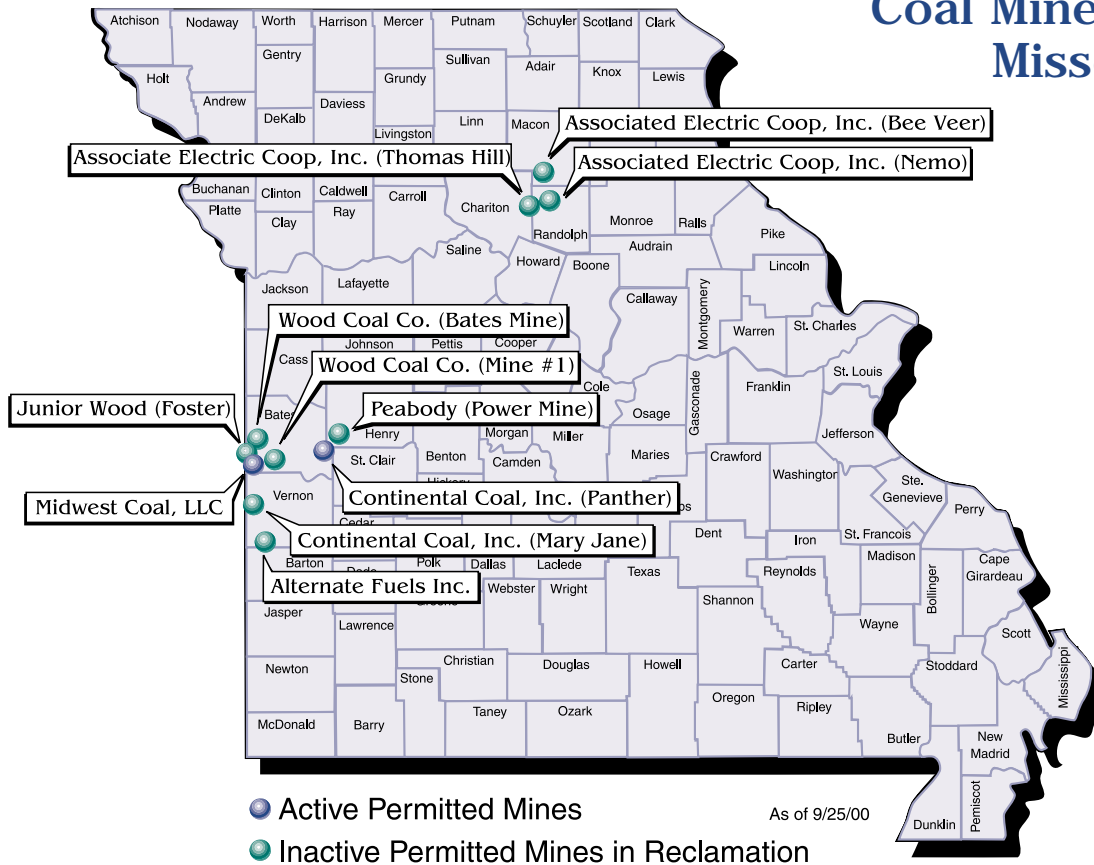 Coal Mine
Miss
Atchison
Nodaway
Worth
Harrison
Mercer
Putnam
Schuyler
Scotland
Clark
Holt
Gentry
Sullivan
Adair
Knox
Lewis
Andrew
DeKalb
Daviess
Grundy
Livingston
Linn
Macon
Associated Electric Coop, Inc. (Bee Veer)
Associate Electric Coop, Inc. (Thomas Hill)
Associated Electric Coop, Inc. (Nemo)
Buchanan
Clinton
Caldwell
Carroll
Chariton
Platte
Clay
Ray
Randolph
Monroe
Ralls
Pike
Saline
Howard
Boone
Audrain
Lincoln
Jackson
Lafayette
Callaway
Montgomery
Warren
St. Charles
Wood Coal Co. (Bates Mine)
Cass
Johnson
Pettis
Cooper
Wood Coal Co. (Mine #1)
Cole
Osage
Gasconade
Franklin
St. Louis
Junior Wood (Foster)
Bates
Peabody (Power Mine)
Henry
Morgan
Miller
Jefferson
St. Clair
Benton
Camden
Maries
Crawford
Washington
Ste.
Genevieve
Midwest Coal, LLC
Vernon
Continental Coal, Inc. (Panther)
Cedar
Dent
Iron
St. Francois
Perry
Continental Coal, Inc. (Mary Jane)
Madison
Bollinger
Cape
Girardeau
Barton
Polk
Dallas
Laclede
Texas
Reynolds
Alternate Fuels Inc.
Webster
Wright
Shannon
Wayne
Scott
Jasper
Lawrence
Newton
Christian
Stone
Douglas
Howell
Carter
Stoddard
Mississippi
McDonald
Barry
Taney
Ozark
Oregon
Ripley
Butler
New
Madrid
Dunklin
Pemiscot
Active Permitted Mines
As of 9/25/00
Inactive Permitted Mines in Reclamation